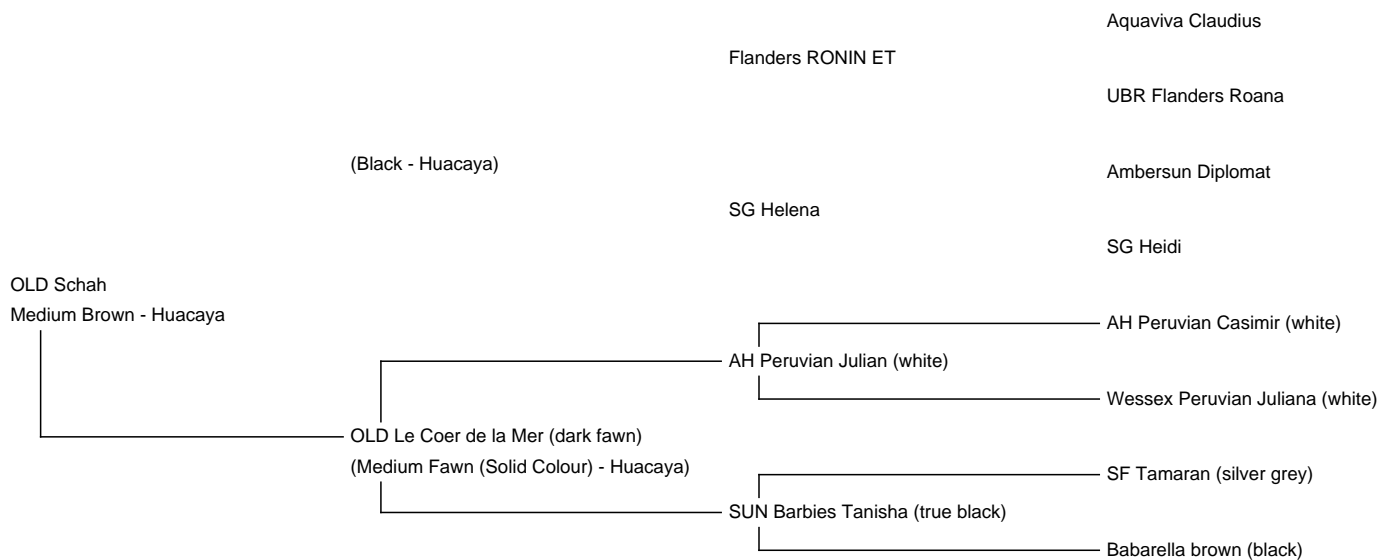 Aquaviva Claudius
Flanders RONIN ET
UBR Flanders Roana
(Black - Huacaya)
Ambersun Diplomat
SG Helena
SG Heidi
OLD Schah
Medium Brown - Huacaya
AH Peruvian Casimir (white)
AH Peruvian Julian (white)
Wessex Peruvian Juliana (white)
OLD Le Coer de la Mer (dark fawn)
(Medium Fawn (Solid Colour) - Huacaya)
SF Tamaran (silver grey)
SUN Barbies Tanisha (true black)
Babarella brown (black)